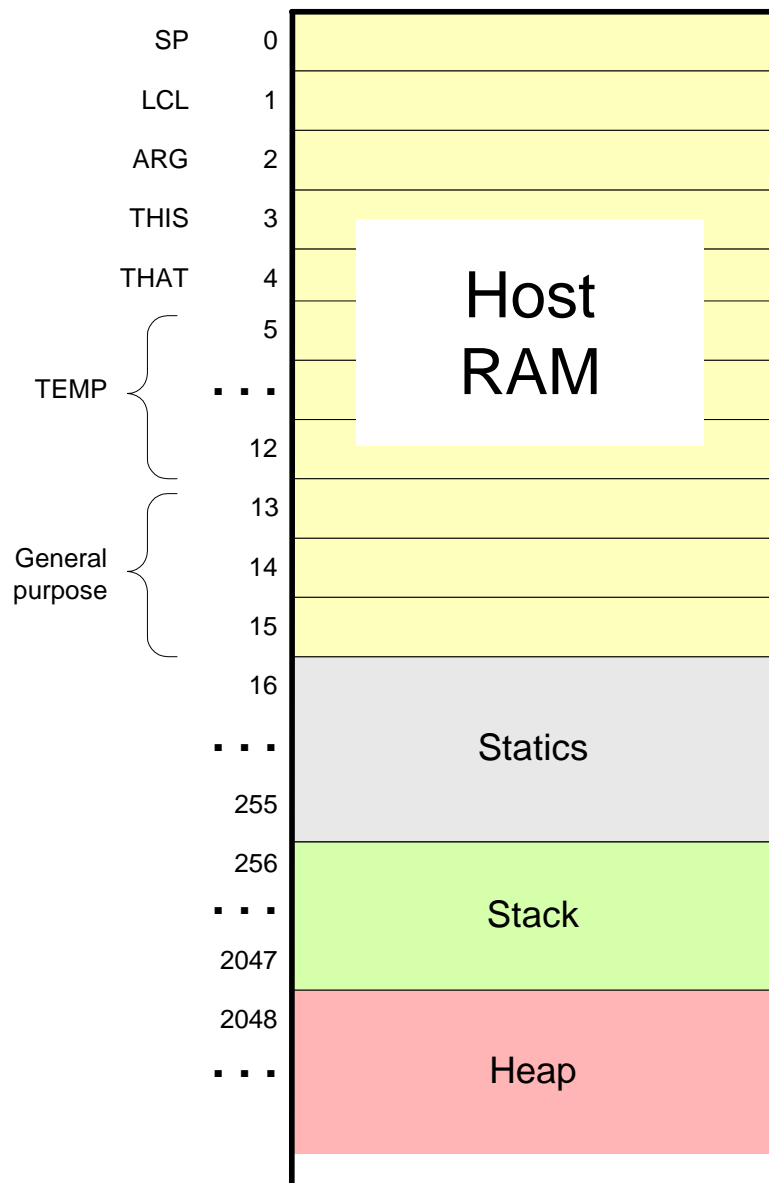 SP 0
LCL 1
ARG 2
THIS 3
THAT 4
Host
RAM
5
TEMP ...
12
13
General
purpose
14
15
16
...
Statics
255
256
...
Stack
2047
2048
...
Heap